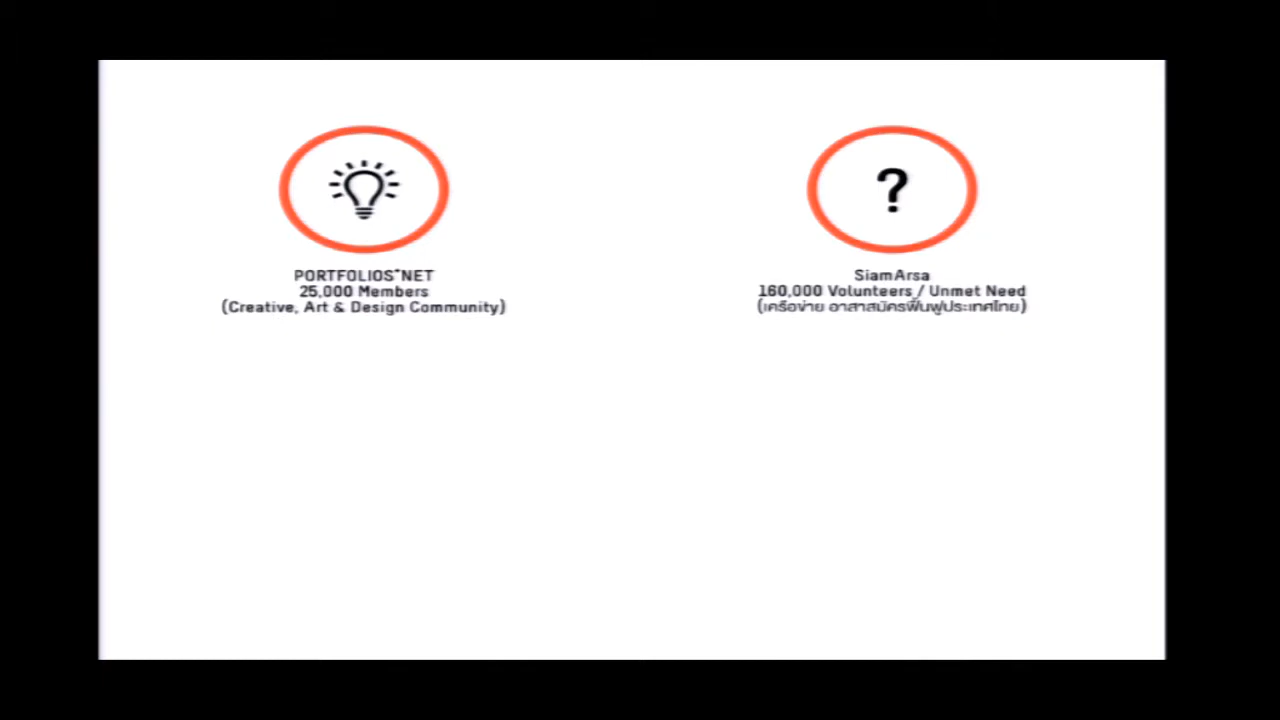 PORTFOLIOS*NET
25,000 Members
(Creative, Art & Design Community)
?
SiamArsa
160,000 Volunteers / Unmet Need
(เครือข่าย อาสาสมัครฟื้นฟูประเทศไทย)